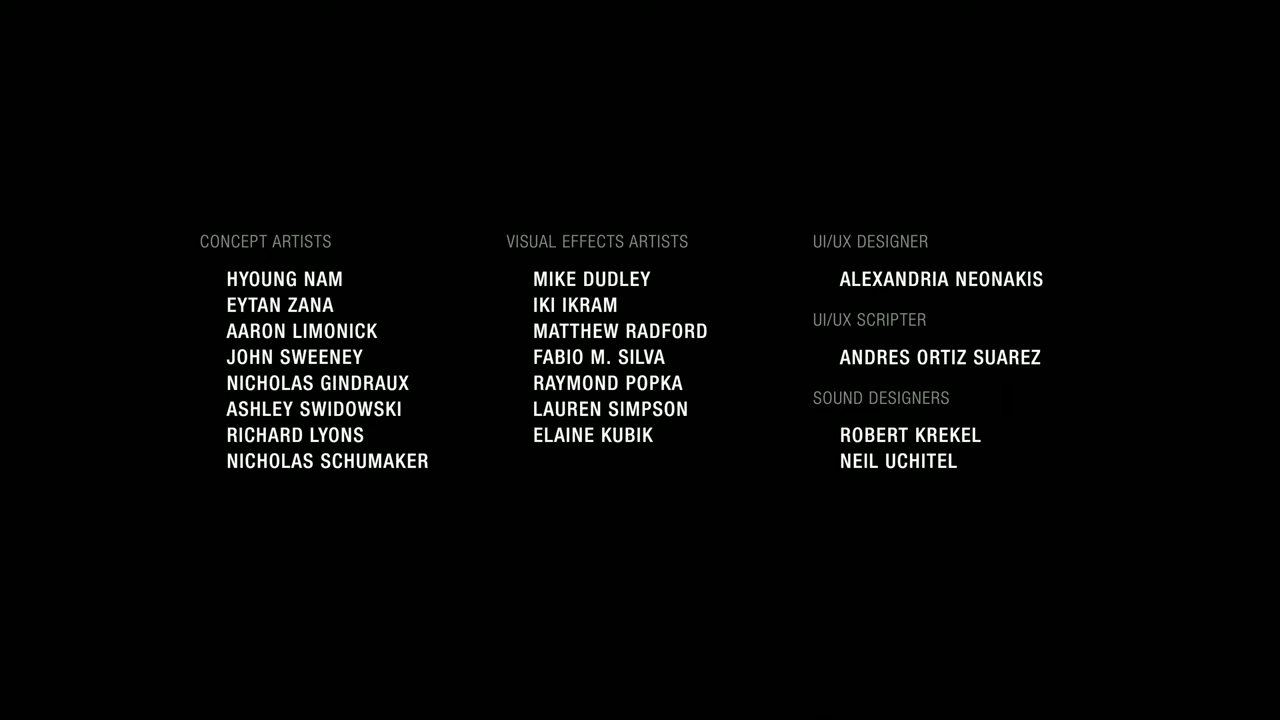 CONCEPT ARTISTS
HYOUNG NAM
EYTAN ZANA
AARON LIMONICK
JOHN SWEENEY
NICHOLAS GINDRAUX
ASHLEY SWIDOWSKI
RICHARD LYONS
NICHOLAS SCHUMAKER
VISUAL EFFECTS ARTISTS
MIKE DUDLEY
IKI IKRAM
MATTHEW RADFORD
FABIO M. SILVA
RAYMOND POPKA
LAUREN SIMPSON
ELAINE KUBIK
UI/UX DESIGNER
ALEXANDRIA NEONAKIS
UI/UX SCRIPTER
ANDRES ORTIZ SUAREZ
SOUND DESIGNERS
ROBERT KREKEL
NEIL UCHITEL